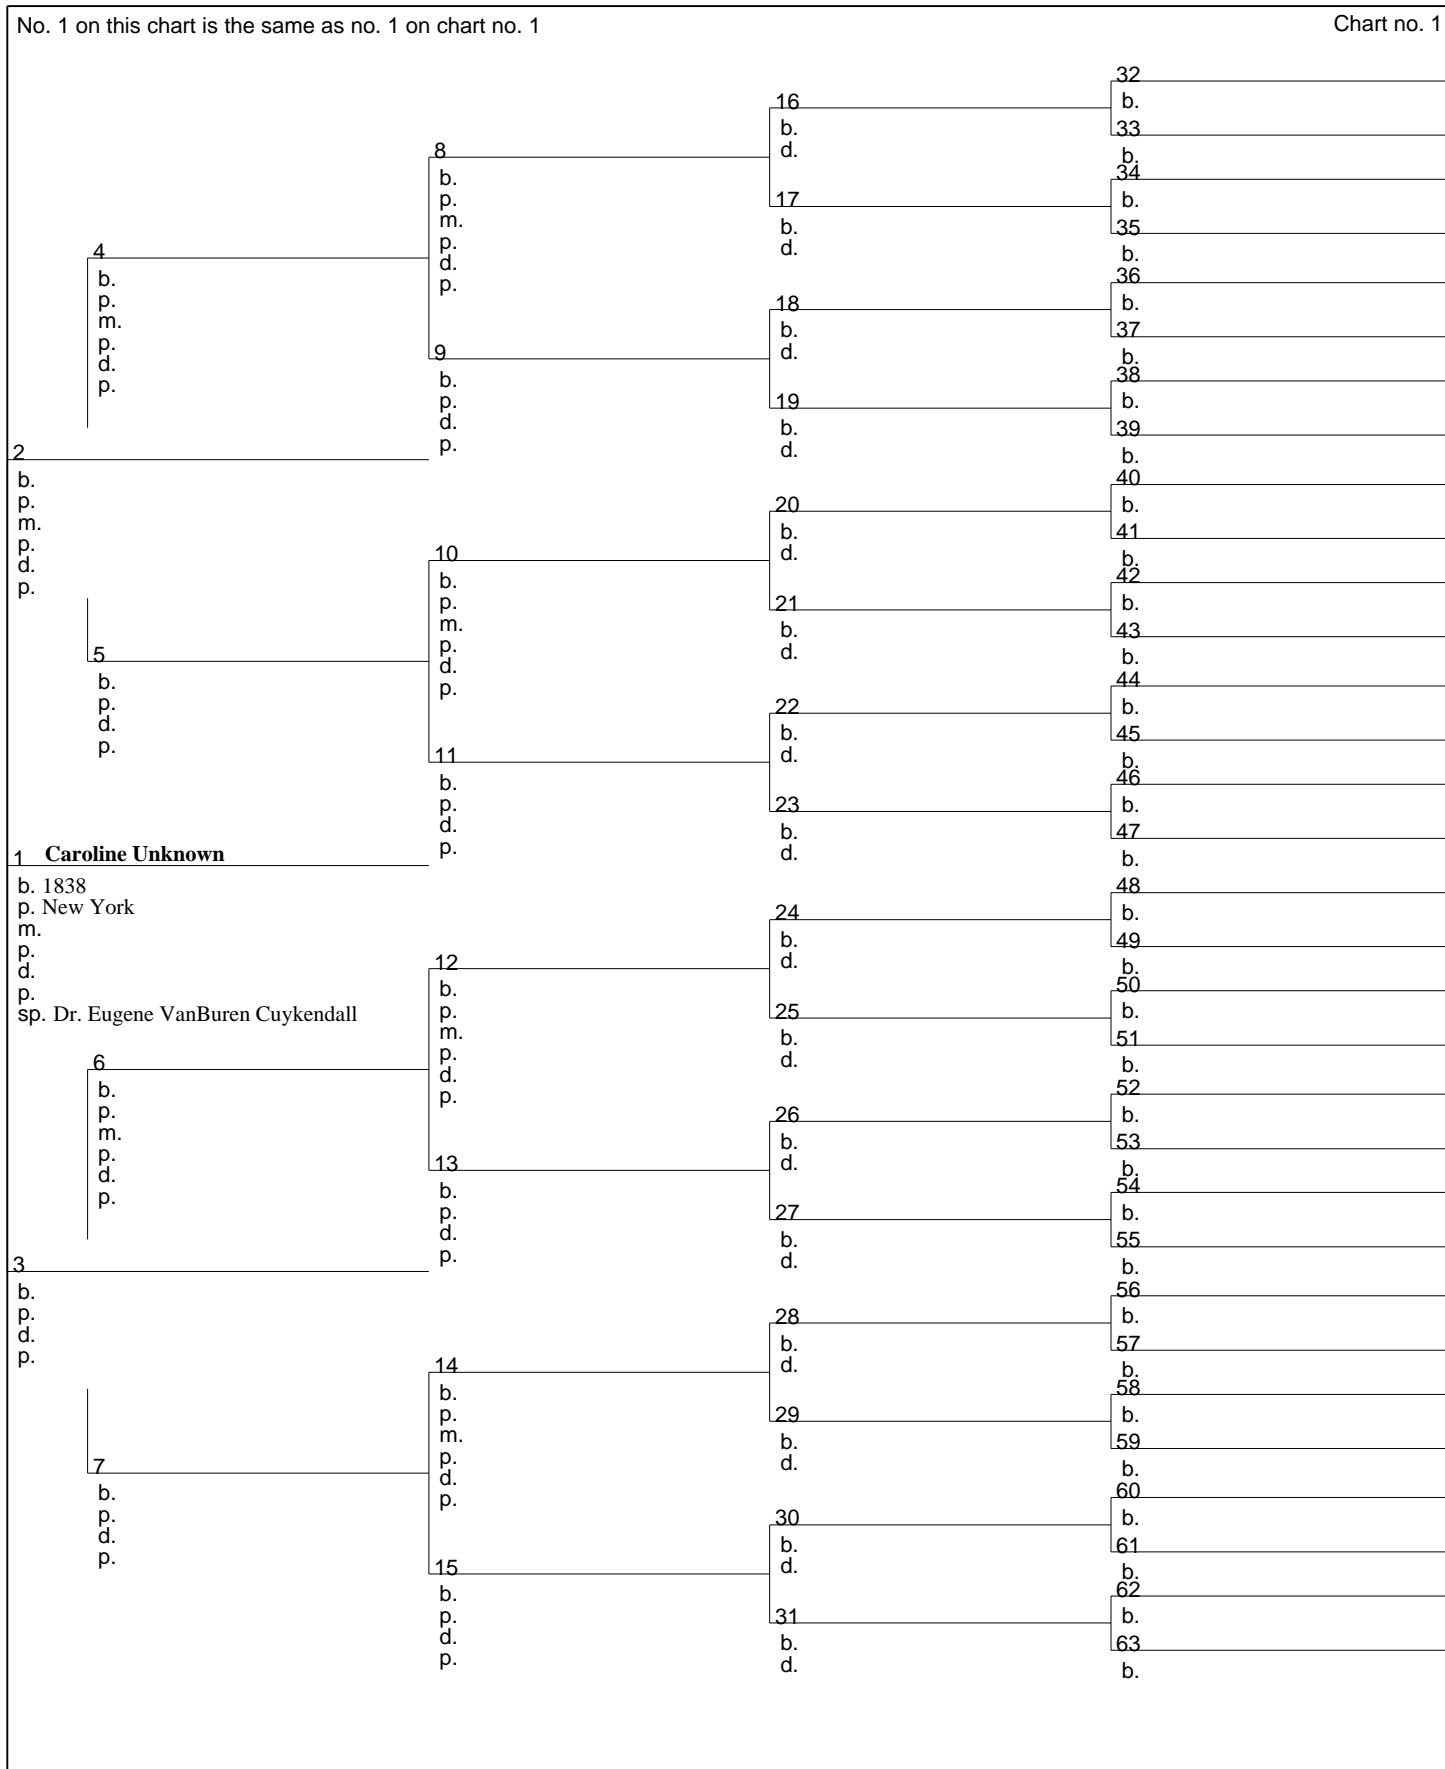 No. 1 on this chart is the same as no. 1 on chart no. 1
Chart no. 1
2
b.
p.
m.
p.
d.
p.
1 Caroline Unknown
b. 1838
p. New York
m.
p.
d.
p.
sp. Dr. Eugene VanBuren Cuykendall
3
b.
p.
d.
p.
4
b.
p.
m.
p.
d.
p.
5
b.
p.
d.
p.
6
b.
p.
m.
p.
d.
p.
7
b.
p.
d.
p.
8
b.
p.
m.
p.
d.
p.
9
b.
p.
d.
p.
10
b.
p.
m.
p.
d.
p.
11
b.
p.
d.
p.
12
b.
p.
m.
p.
d.
p.
13
b.
p.
d.
p.
14
b.
p.
m.
p.
d.
p.
15
b.
p.
d.
p.
16
b.
d.
17
b.
d.
18
b.
d.
19
b.
d.
20
b.
d.
21
b.
d.
22
b.
d.
23
b.
d.
24
b.
d.
25
b.
d.
26
b.
d.
27
b.
d.
28
b.
d.
29
b.
d.
30
b.
d.
31
b.
d.
32
b.
33
b.
34
b.
35
b.
36
b.
37
b.
38
b.
39
b.
40
b.
41
b.
42
b.
43
b.
44
b.
45
b.
46
b.
47
b.
48
b.
49
b.
50
b.
51
b.
52
b.
53
b.
54
b.
55
b.
56
b.
57
b.
58
b.
59
b.
60
b.
61
b.
62
b.
63
b.